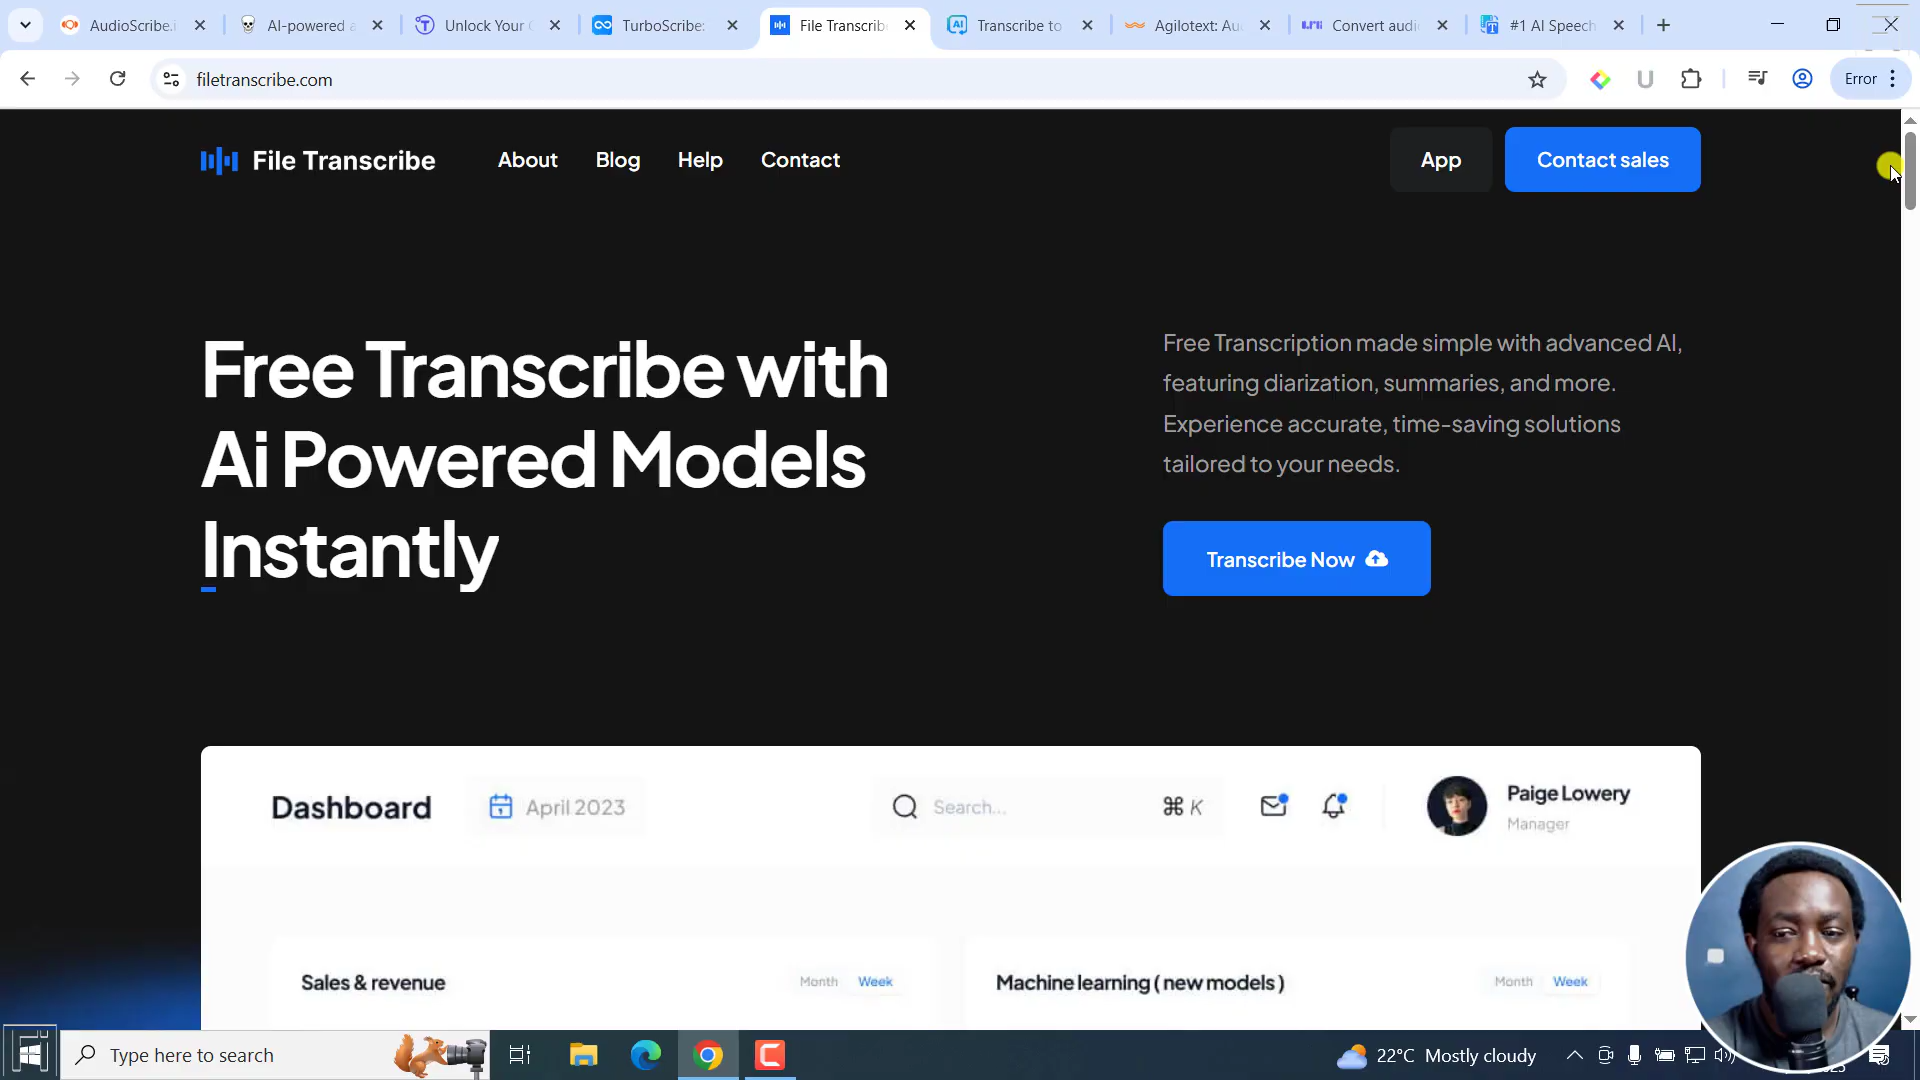 AudioScribe.i
AI-powered a
Unlock Your
TurboScribe:
File Transcribe
Transcribe to
Agilotext: Au
Convert audi
#1 AI Speech
filetranscribe.com
Error
File Transcribe
About
Blog
Help
Contact
App
Contact sales
Free Transcribe with
Ai Powered Models
Instantly
Free Transcription made simple with advanced AI,
featuring diarization, summaries, and more.
Experience accurate, time-saving solutions
tailored to your needs.
Transcribe Now
Dashboard
April 2023
Search...
⌘ K
Paige Lowery
Manager
Sales & revenue
Month
Week
Machine learning ( new models )
Month
Week
Type here to search
22°C Mostly cloudy